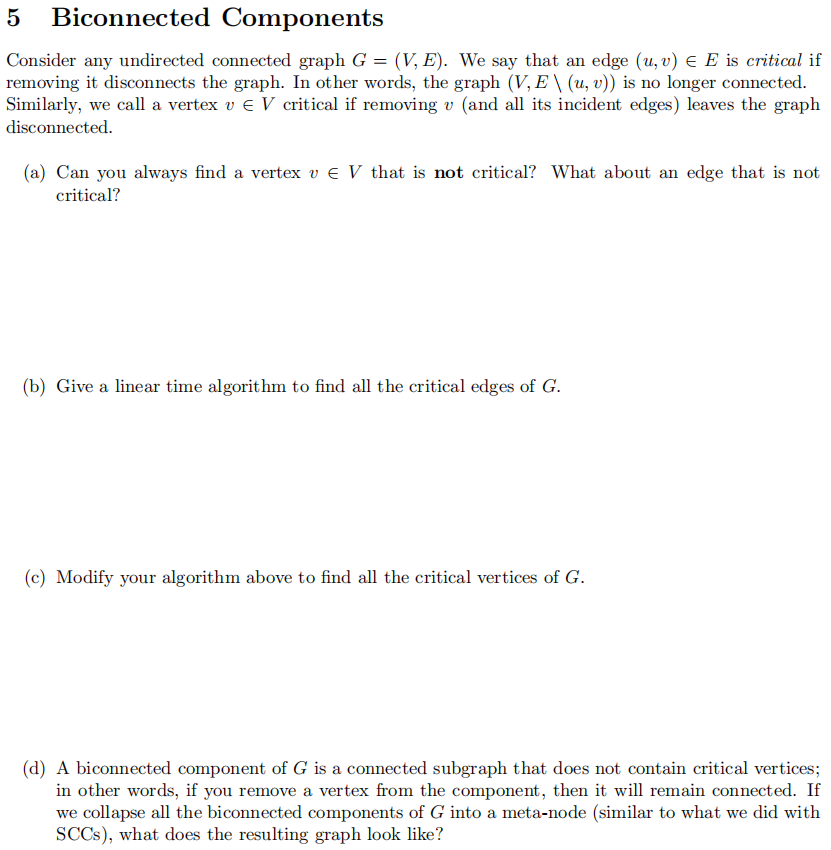 5 Biconnected Components
Consider any undirected connected graph G = (V, E). We say that an edge (u, v) ∈ E is critical if
removing it disconnects the graph. In other words, the graph (V, E \ (u, v)) is no longer connected.
Similarly, we call a vertex v ∈ V critical if removing v (and all its incident edges) leaves the graph
disconnected.
(a) Can you always find a vertex v ∈ V that is not critical? What about an edge that is not
critical?
(b) Give a linear time algorithm to find all the critical edges of G.
(c) Modify your algorithm above to find all the critical vertices of G.
(d) A biconnected component of G is a connected subgraph that does not contain critical vertices;
in other words, if you remove a vertex from the component, then it will remain connected. If
we collapse all the biconnected components of G into a meta-node (similar to what we did with
SCCs), what does the resulting graph look like?